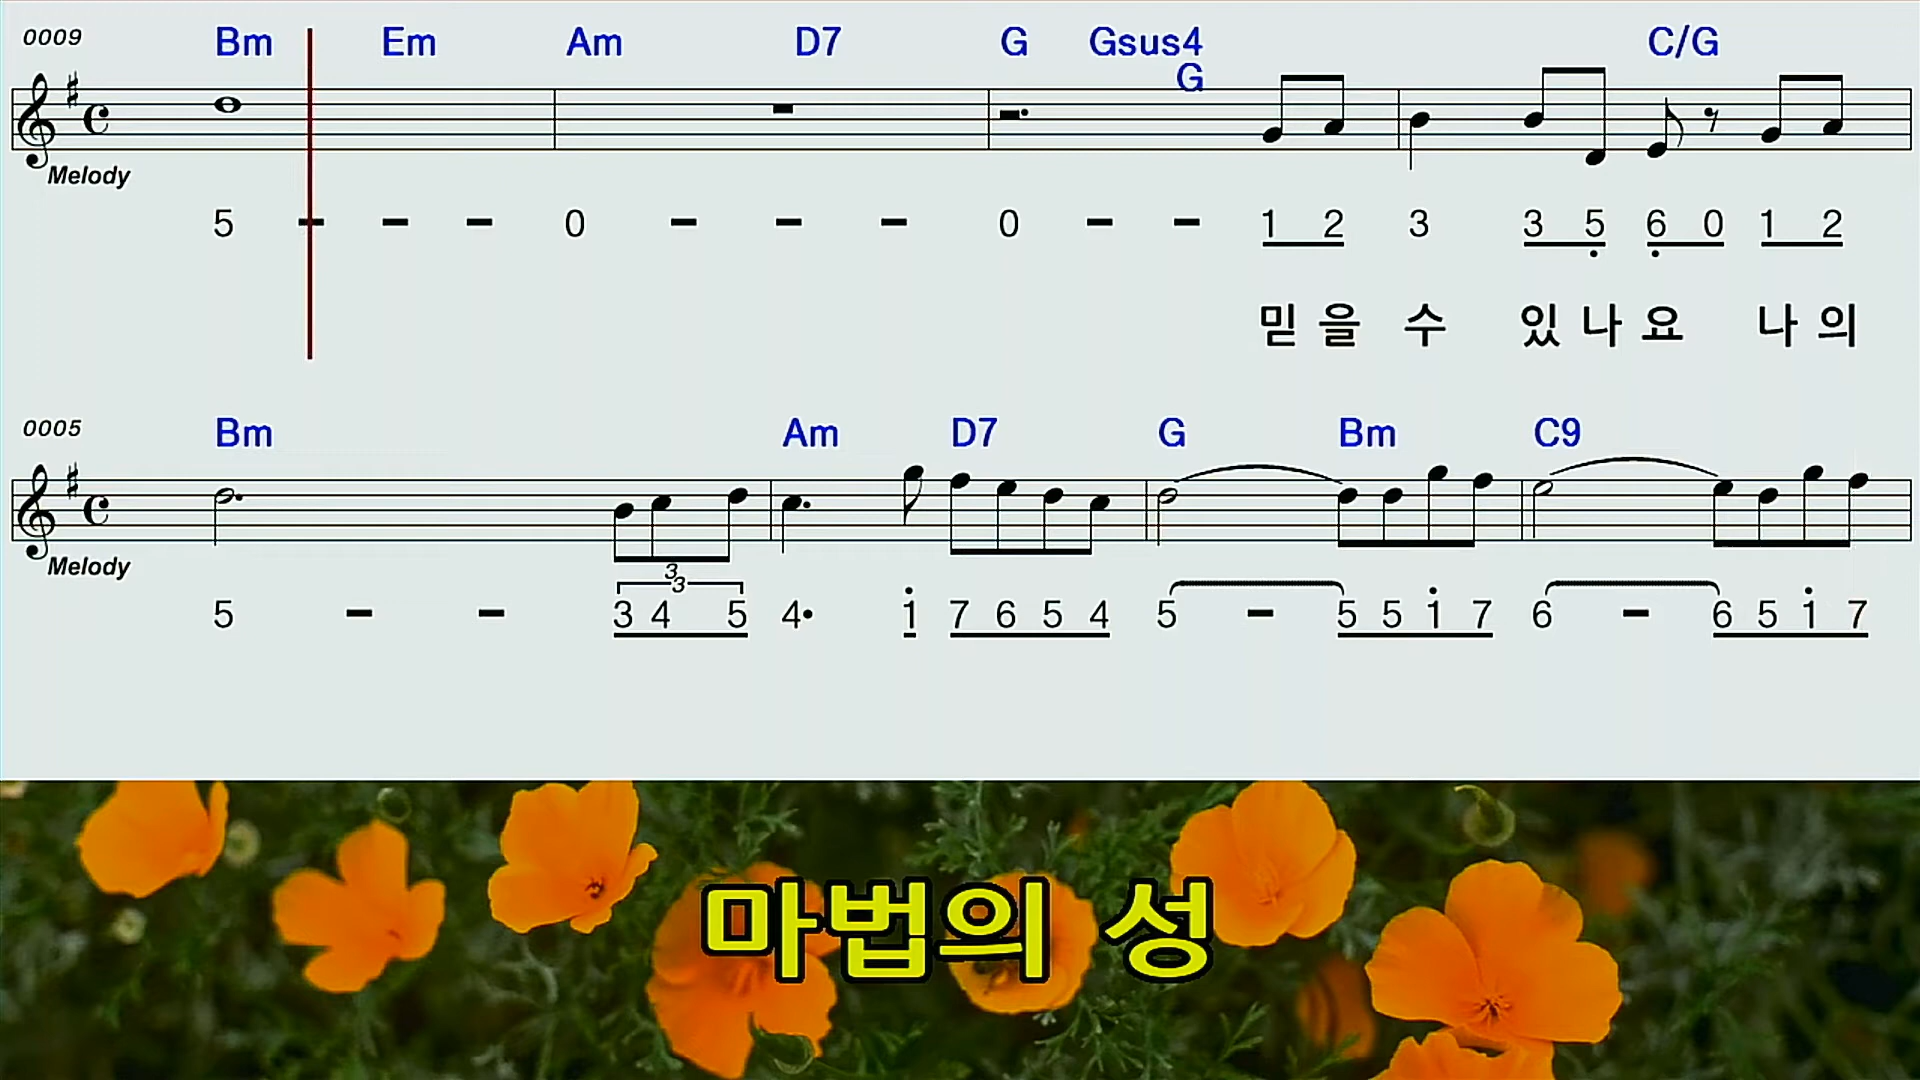 0009 Bm Em Am D7 G Gsus4 C/G
G
Melody
5 - - - 0 - - - 0 - - 1 2 3 3 5 6 0 1 2
믿 을 수 있 나 요 나 의
0005 Bm Am D7 G Bm C9
Melody
3
3
5 - - 3 4 5 4• 1 7 6 5 4 5 - 5 5 1 7 6 - 6 5 1 7
마법의 성